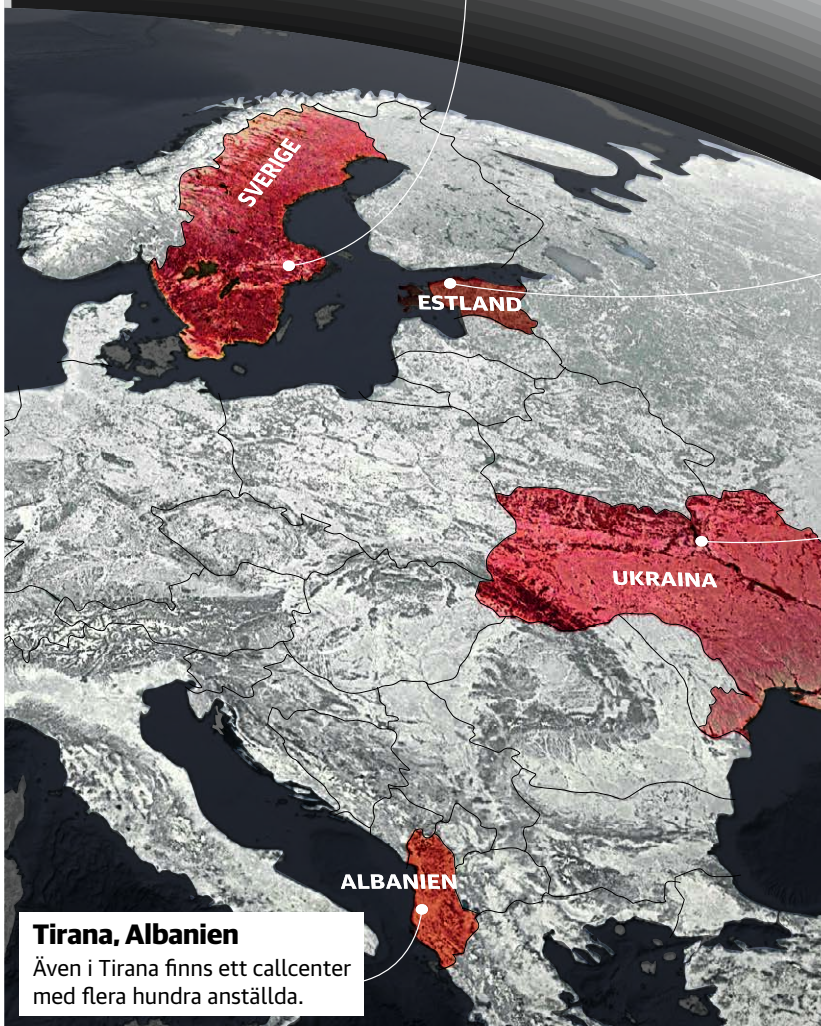 SVERIGE
ESTLAND
UKRAINA
ALBANIEN
Tirana, Albanien
Även i Tirana finns ett callcenter
med flera hundra anställda.